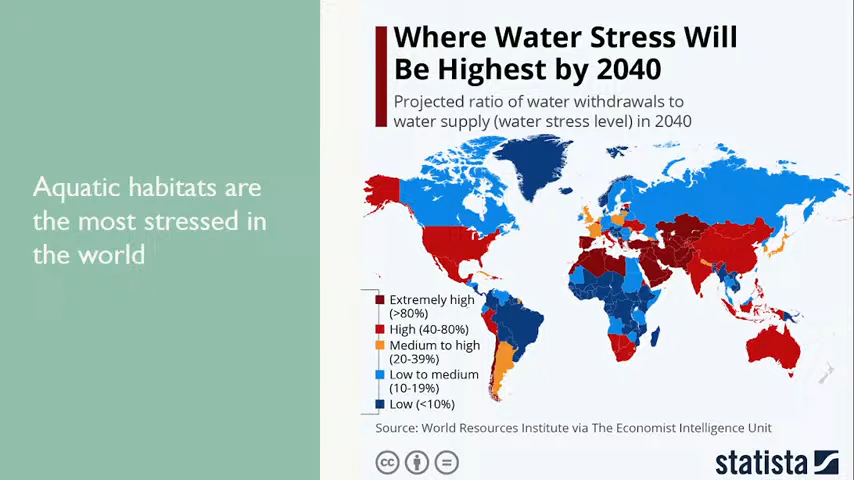 Aquatic habitats are
the most stressed in
the world
Where Water Stress Will
Be Highest by 2040
Projected ratio of water withdrawals to
water supply (water stress level) in 2040
Extremely high
(>80%)
High (40-80%)
Medium to high
(20-39%)
Low to medium
(10-19%)
Low (<10%)
Source: World Resources Institute via The Economist Intelligence Unit
cc
statista